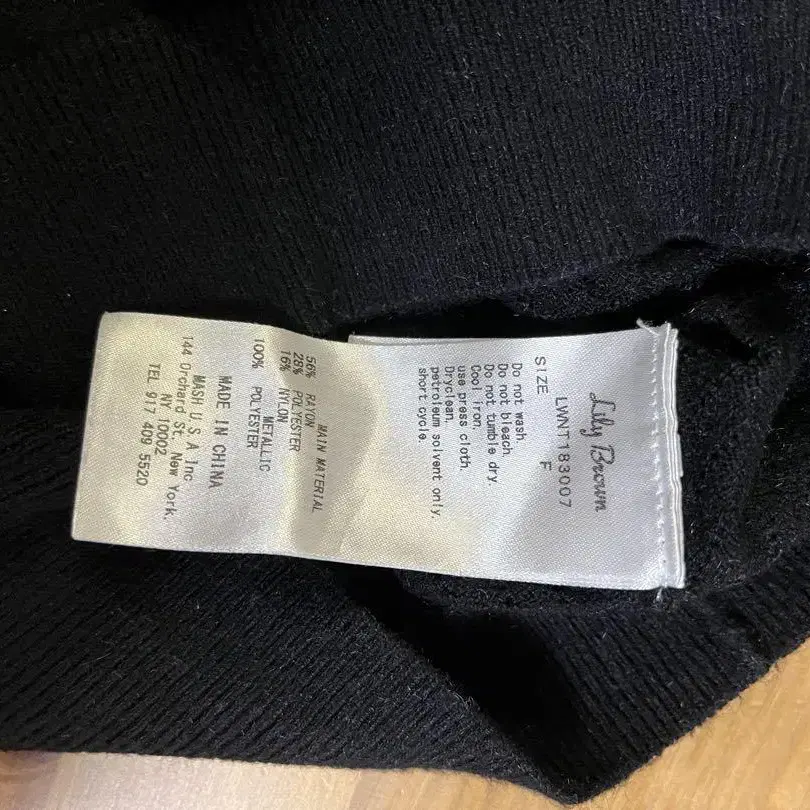 Lily Brown
LWNT183007
SIZE F
Do not wash
Do not bleach
Do not tumble dry.
Cool iron.
use press cloth.
Dryclean
petroleum solvent only.
short cycle.
MAIN MATERIAL
56% RAYON
28% POLYESTER
16% NYLON
METALLIC
100% POLYESTER
MADE IN CHINA
MASH U S A Inc
144 Orchard St. New York.
NY 10002
TEL 917 409 5520